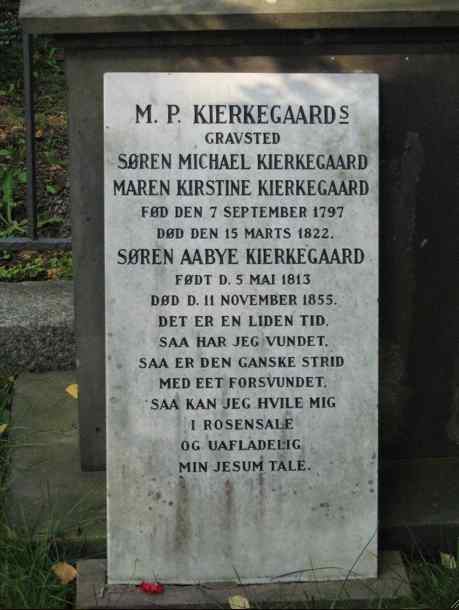 M. P. KIERKEGAARDS
GRAVSTED
SØREN MICHAEL KIERKEGAARD
MAREN KIRSTINE KIERKEGAARD
FØD DEN 7 SEPTEMBER 1797
DØD DEN 15 MARTS 1822.
SØREN AABYE KIERKEGAARD
FØDT D. 5 MAI 1813
DØD D. 11 NOVEMBER 1855.
DET ER EN LIDEN TID,
SAA HAR JEG VUNDET,
SAA ER DEN GANSKE STRID
MED EET FORSVUNDET,
SAA KAN JEG HVILE MIG
I ROSENSALE
OG UAFLADELIG
MIN JESUM TALE.